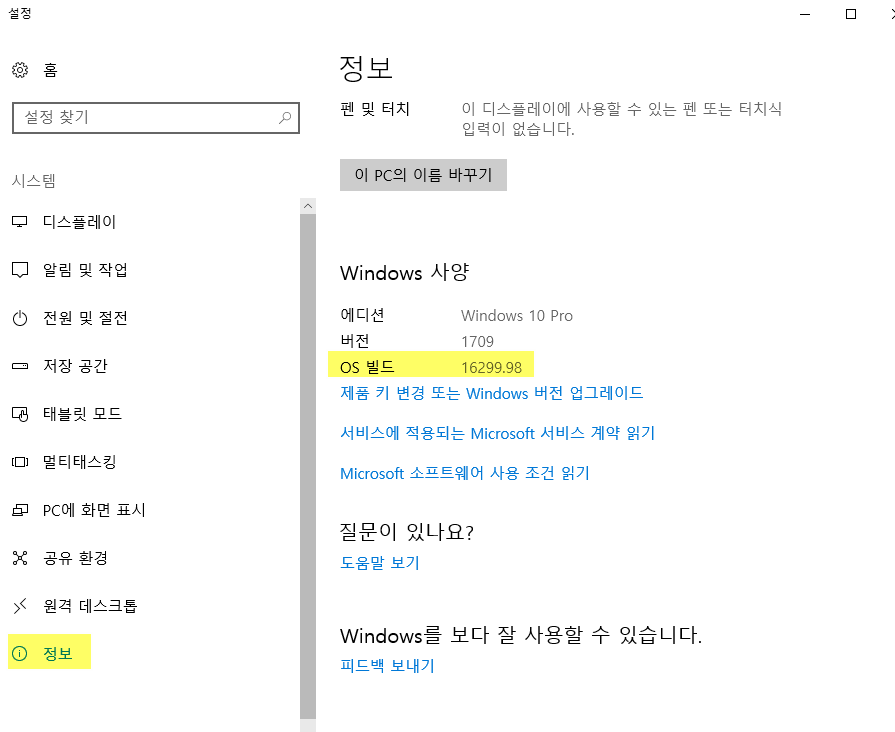 설정
홈
설정 찾기
시스템
디스플레이
알림 및 작업
전원 및 절전
저장 공간
태블릿 모드
멀티태스킹
PC에 화면 표시
공유 환경
원격 데스크톱
정보
정보
펜 및 터치 이 디스플레이에 사용할 수 있는 펜 또는 터치식
입력이 없습니다.
이 PC의 이름 바꾸기
Windows 사양
에디션 Windows 10 Pro
버전 1709
OS 빌드 16299.98
제품 키 변경 또는 Windows 버전 업그레이드
서비스에 적용되는 Microsoft 서비스 계약 읽기
Microsoft 소프트웨어 사용 조건 읽기
질문이 있나요?
도움말 보기
Windows를 보다 잘 사용할 수 있습니다.
피드백 보내기